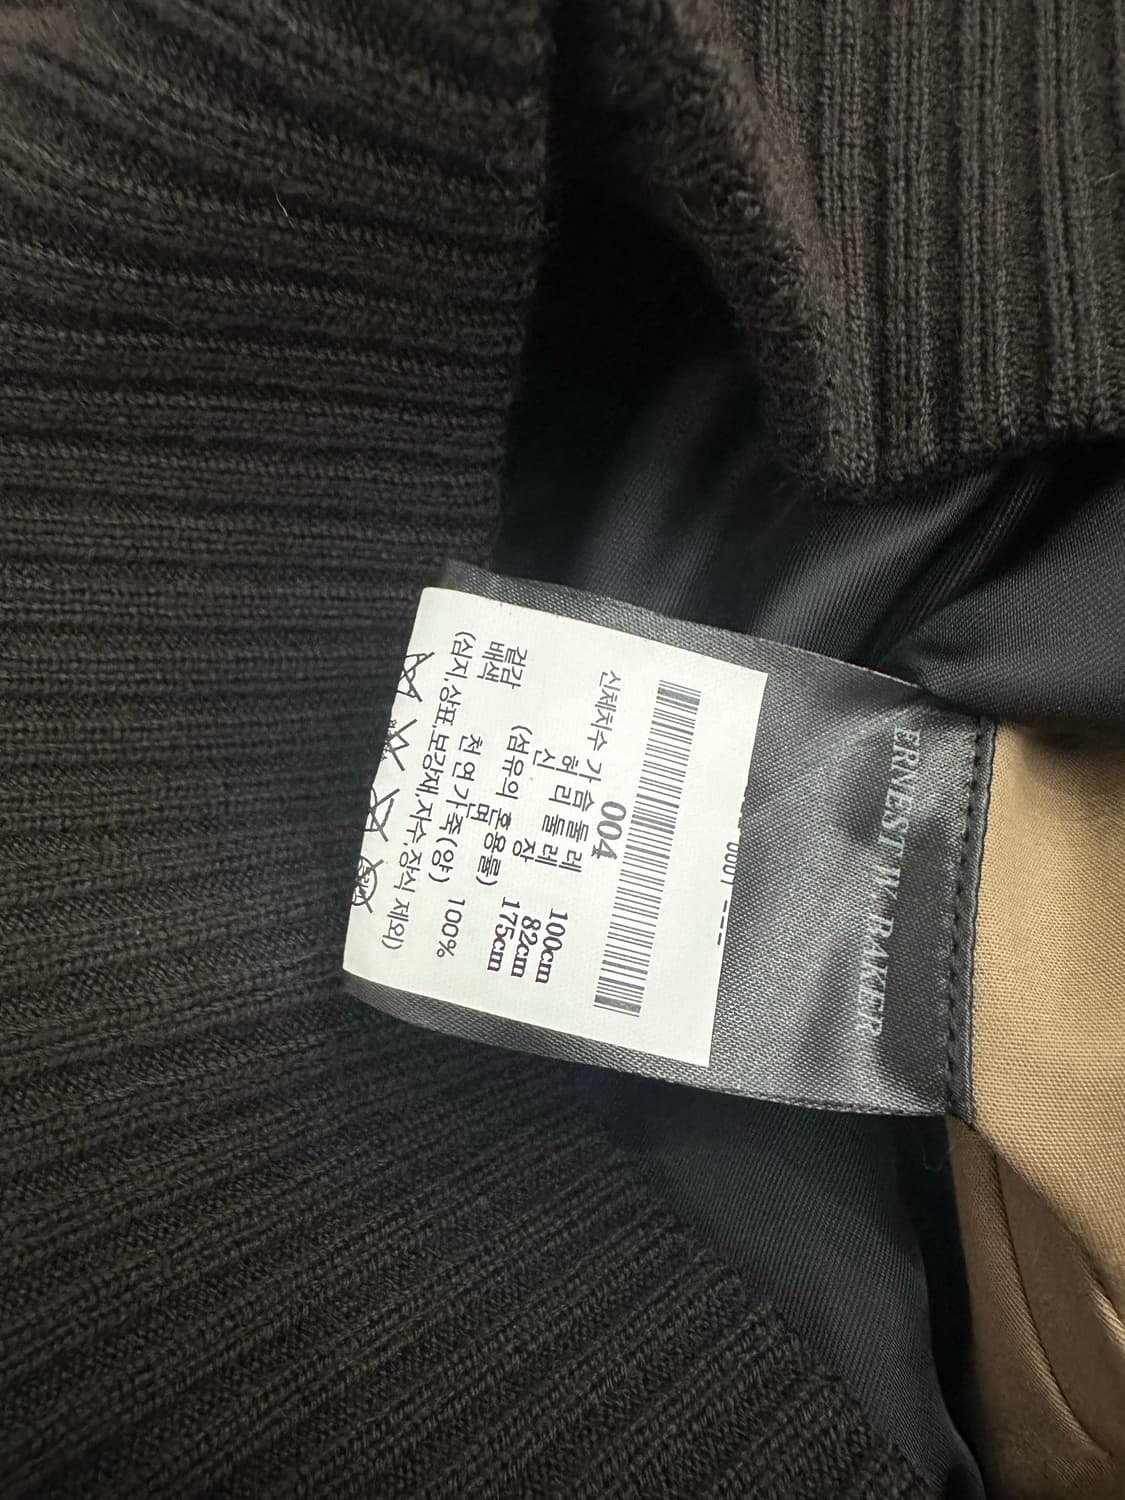 ERNEST W. BAKER
004
신체치수 가슴둘레 100cm
허리둘레 82cm
신 장 175cm
(섬유의 혼용률)
겉감 천연가죽(양) 100%
배색 면
(심지,상표,보강재,자수,장식 제외)